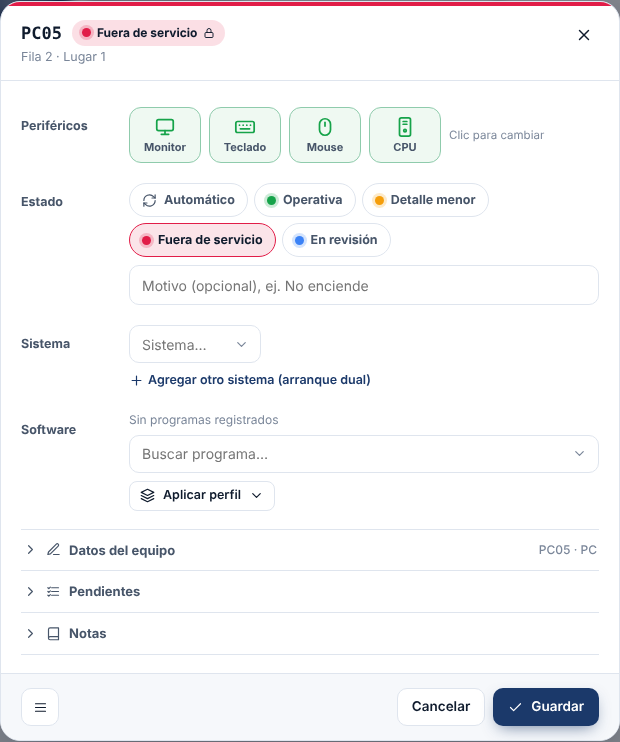 PC05 Fuera de servicio
Fila 2 · Lugar 1
Periféricos
Monitor Teclado Mouse CPU
Clic para cambiar
Estado
Automático Operativa Detalle menor
Fuera de servicio En revisión
Motivo (opcional), ej. No enciende
Sistema
Sistema...
Agregar otro sistema (arranque dual)
Software
Sin programas registrados
Buscar programa...
Aplicar perfil
Datos del equipo PC05 · PC
Pendientes
Notas
Cancelar Guardar